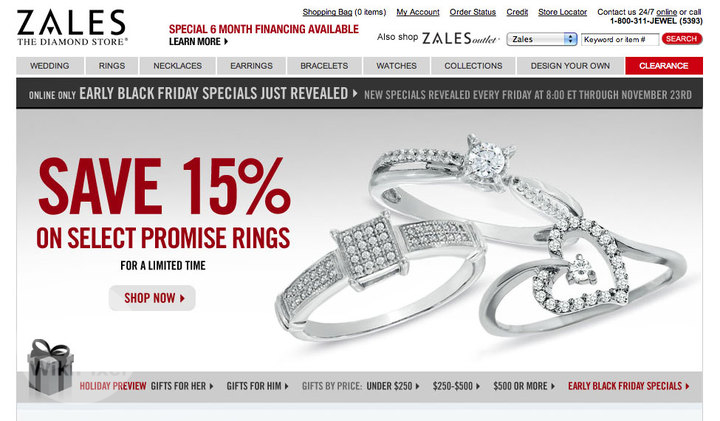 ZALES
THE DIAMOND STORE®
SPECIAL 6 MONTH FINANCING AVAILABLE
LEARN MORE
Shopping Bag (0 items) My Account Order Status Credit Store Locator Contact us 24/7 online or call
1-800-311-JEWEL (5393)
Also shop ZALES outlet Zales Keyword or item # SEARCH
WEDDING RINGS NECKLACES EARRINGS BRACELETS WATCHES COLLECTIONS DESIGN YOUR OWN CLEARANCE
ONLINE ONLY EARLY BLACK FRIDAY SPECIALS JUST REVEALED NEW SPECIALS REVEALED EVERY FRIDAY AT 8:00 ET THROUGH NOVEMBER 23RD
SAVE 15%
ON SELECT PROMISE RINGS
FOR A LIMITED TIME
SHOP NOW
HOLIDAY PREVIEW GIFTS FOR HER GIFTS FOR HIM GIFTS BY PRICE: UNDER $250 $250-$500 $500 OR MORE EARLY BLACK FRIDAY SPECIALS